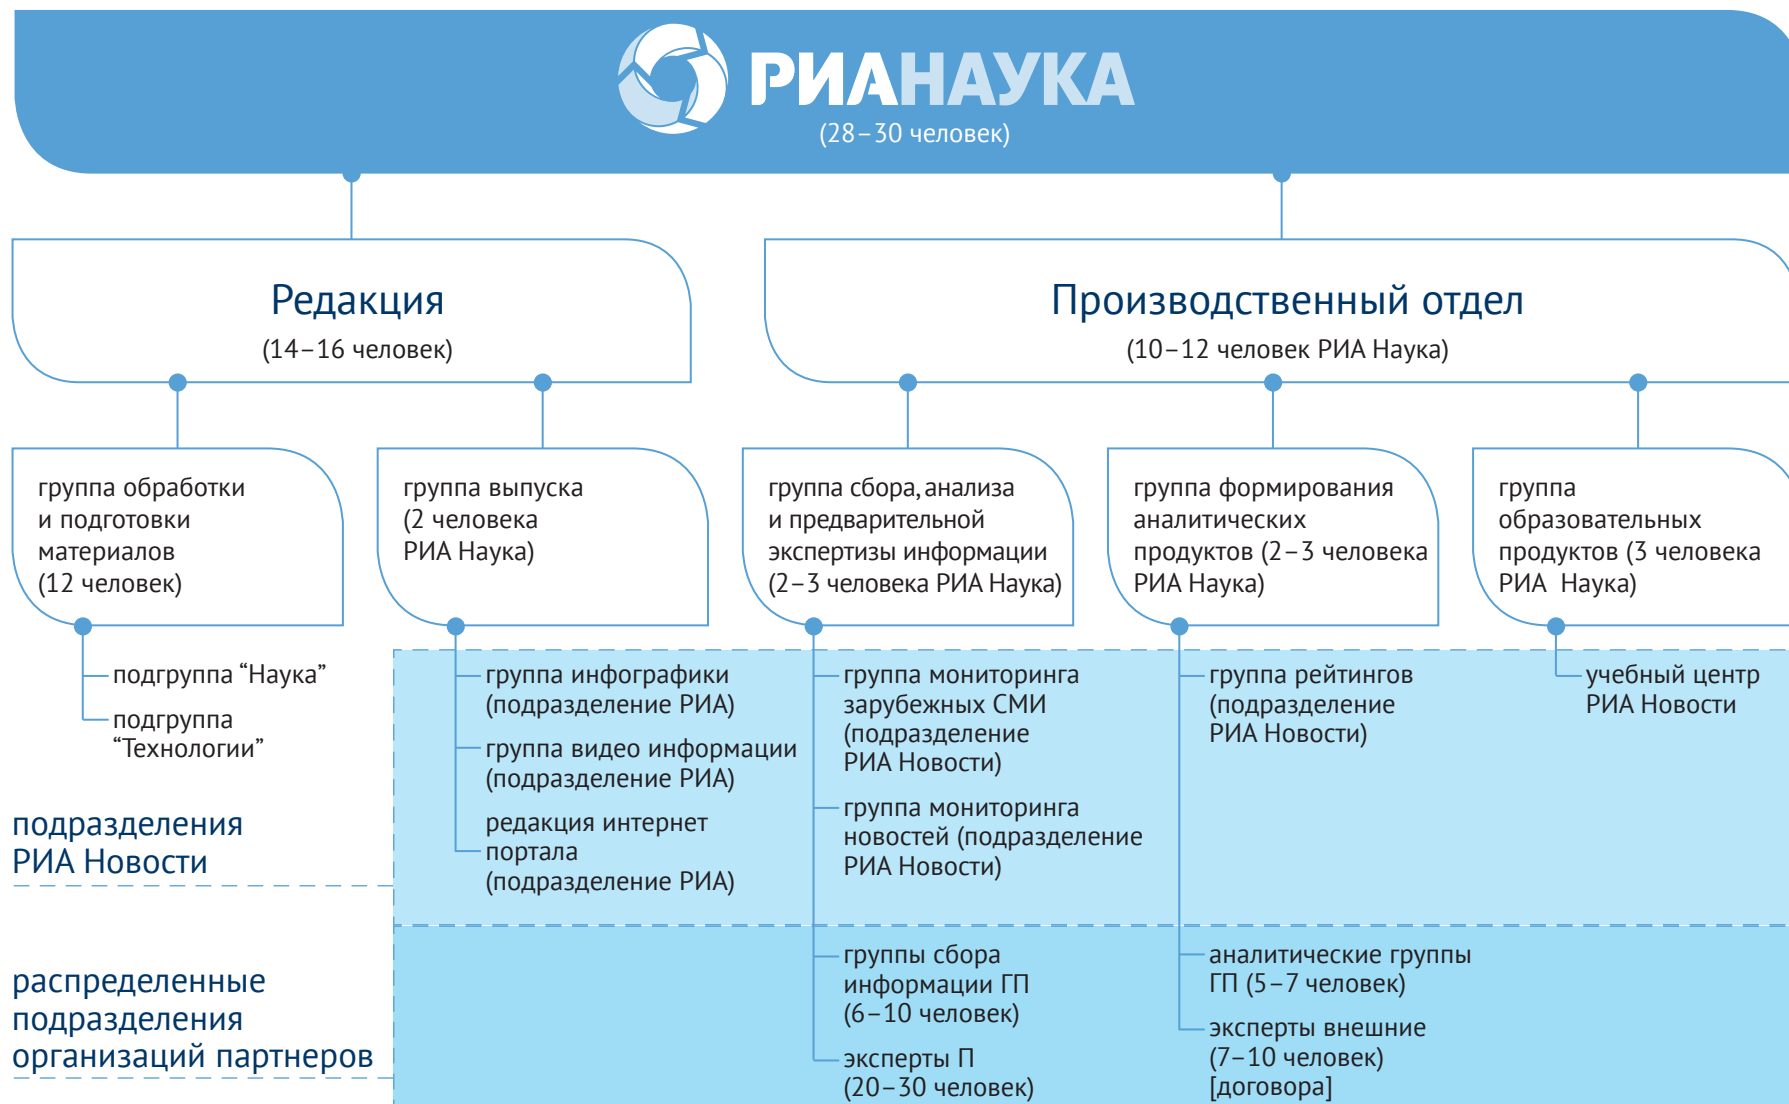 РИАНАУКА
(28–30 человек)
Редакция
(14–16 человек)
Производственный отдел
(10–12 человек РИА Наука)
группа обработки
и подготовки
материалов
(12 человек)
группа выпуска
(2 человека
РИА Наука)
группа сбора, анализа
и предварительной
экспертизы информации
(2–3 человека РИА Наука)
группа формирования
аналитических
продуктов (2–3 человека
РИА Наука)
группа
образовательных
продуктов (3 человека
РИА Наука)
подгруппа “Наука”
подгруппа
“Технологии”
группа инфографики
(подразделение РИА)
группа видео информации
(подразделение РИА)
редакция интернет
портала
(подразделение РИА)
группа мониторинга
зарубежных СМИ
(подразделение
РИА Новости)
группа мониторинга
новостей (подразделение
РИА Новости)
группа рейтингов
(подразделение
РИА Новости)
учебный центр
РИА Новости
подразделения
РИА Новости
распределенные
подразделения
организаций партнеров
группы сбора
информации ГП
(6–10 человек)
эксперты П
(20–30 человек)
аналитические группы
ГП (5–7 человек)
эксперты внешние
(7–10 человек)
[договора]